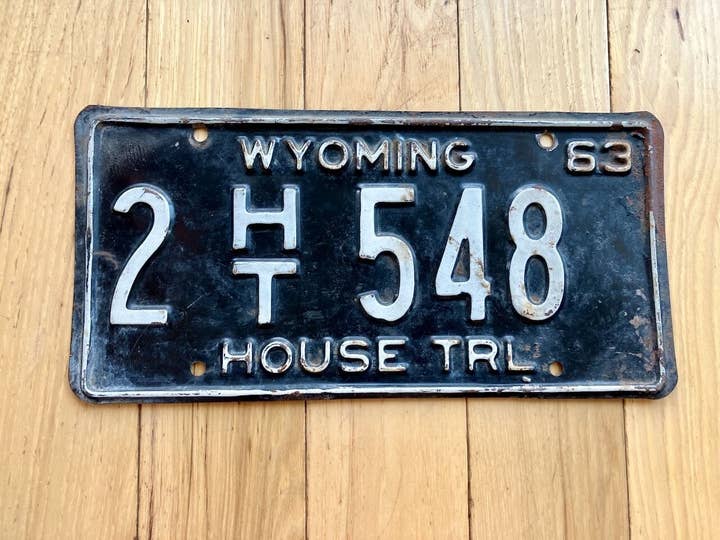 WYOMING 63
2 HT 548
HOUSE TRL